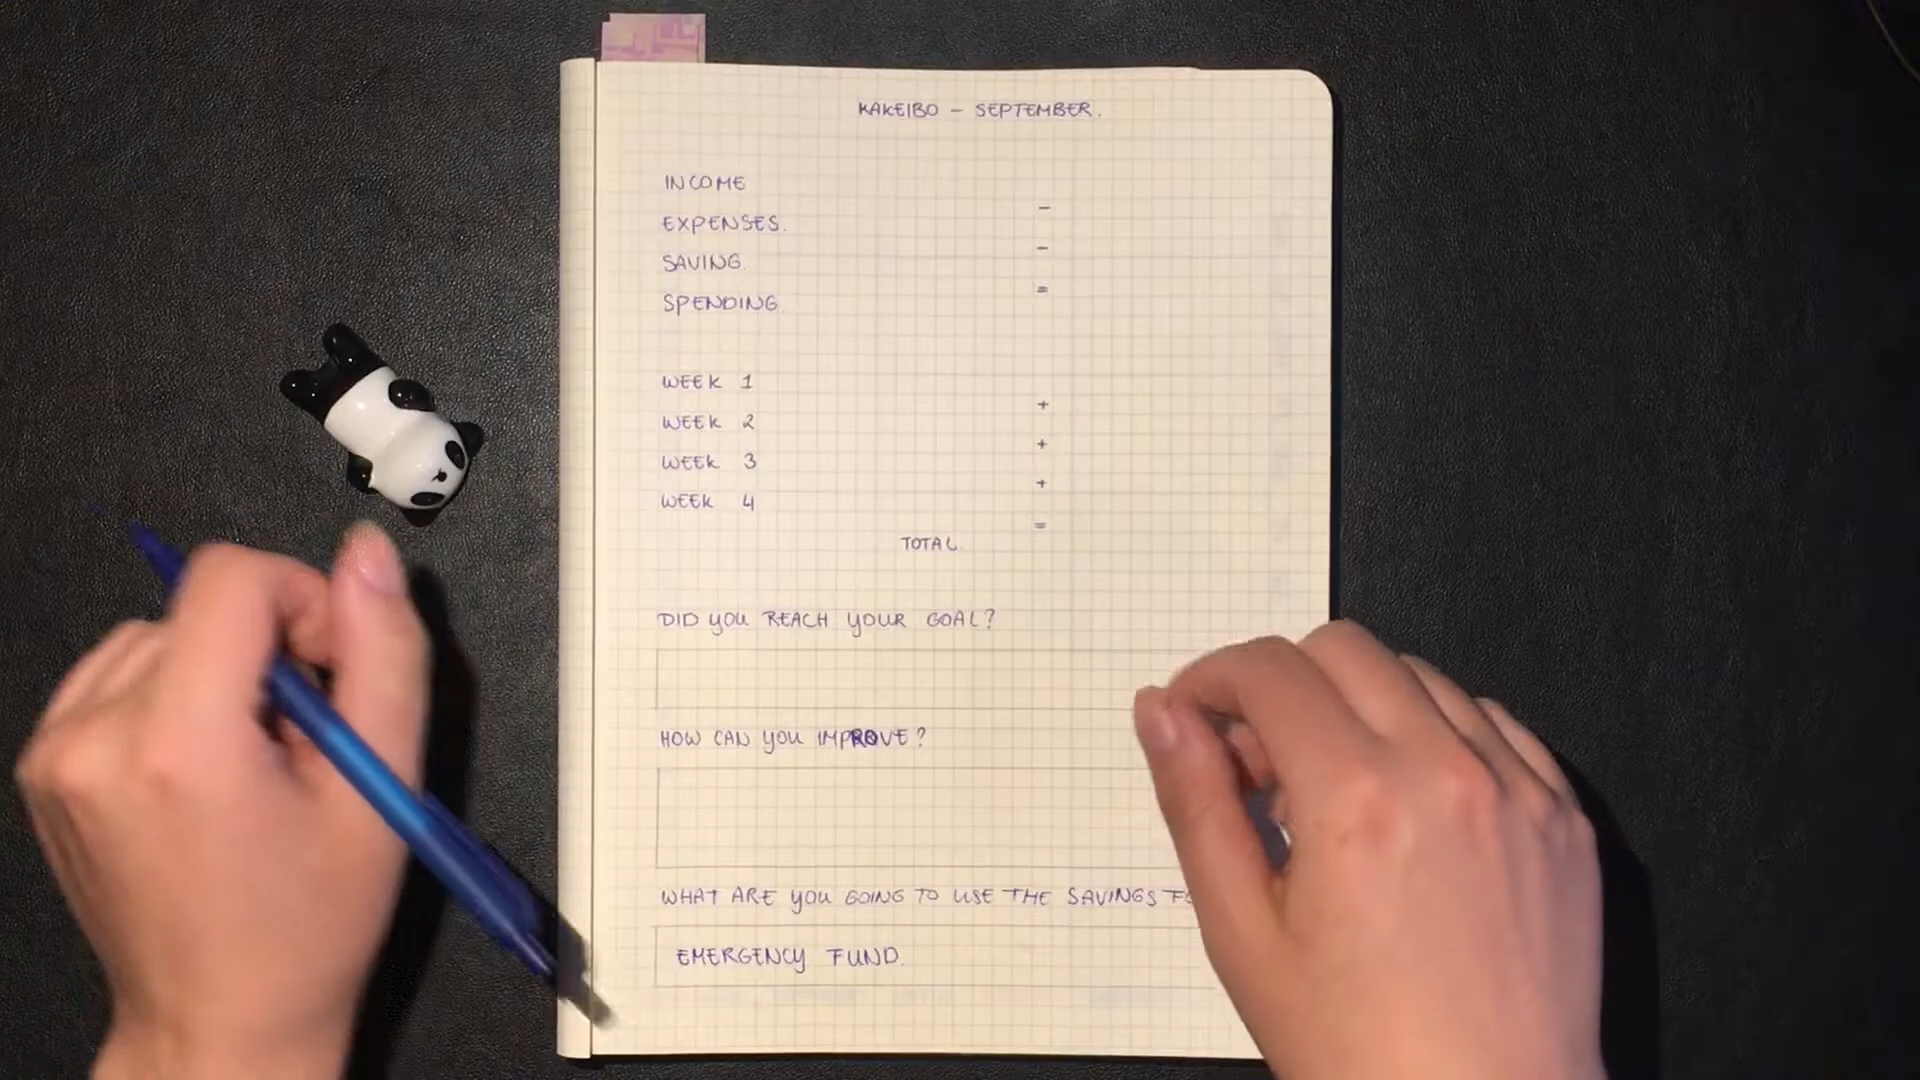 KAKEIBO – SEPTEMBER.
INCOME
–
EXPENSES.
–
SAVING.
=
SPENDING.
WEEK 1
+
WEEK 2
+
WEEK 3
+
WEEK 4
=
TOTAL.
DID YOU REACH YOUR GOAL?
HOW CAN YOU IMPROVE?
WHAT ARE YOU GOING TO USE THE SAVINGS
EMERGENCY FUND.